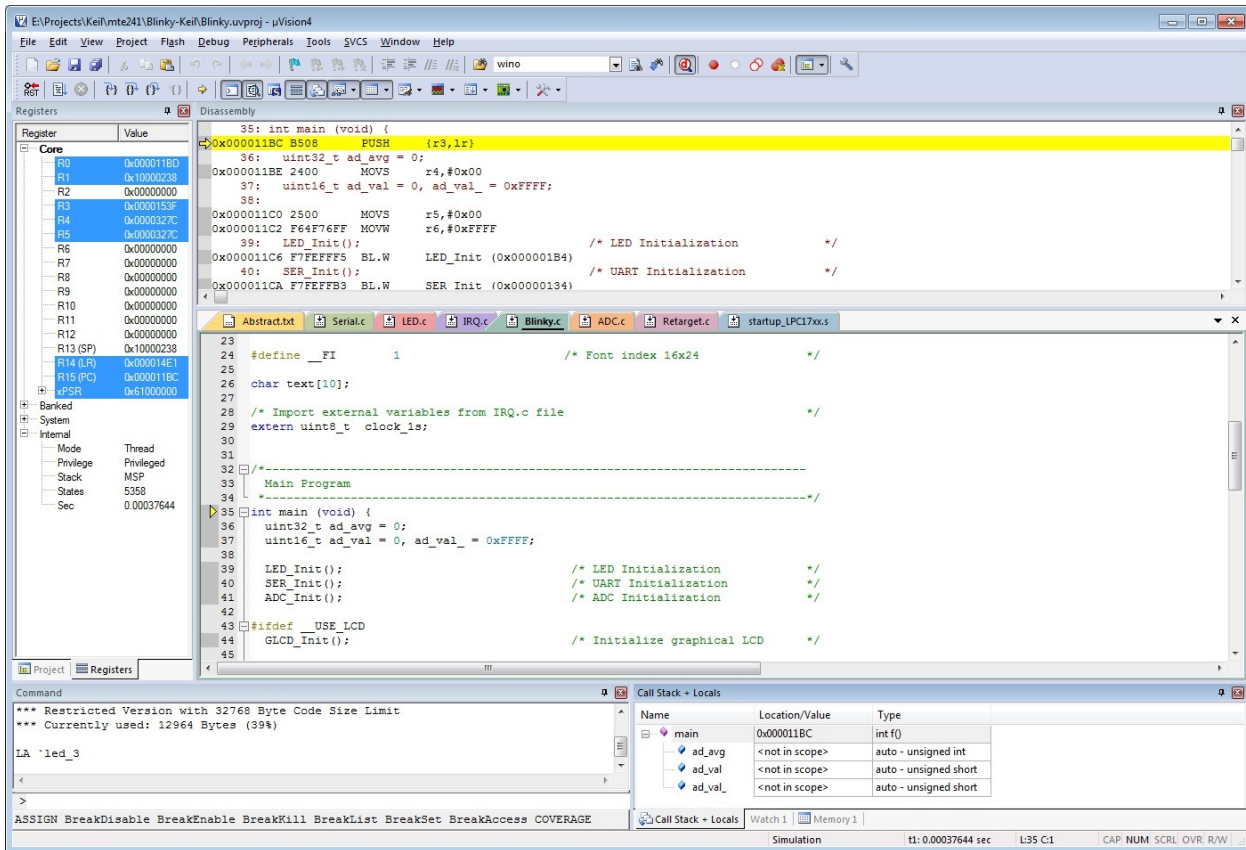 E:\Projects\Keil\mte241\Blinky-Keil\Blinky.uvproj - µVision4
File Edit View Project Flash Debug Peripherals Tools SVCS Window Help
wino
RST
Registers
Register Value
Core
R0 0x000011BD
R1 0x10000238
R2 0x00000000
R3 0x0000153F
R4 0x0000327C
R5 0x0000327C
R6 0x00000000
R7 0x00000000
R8 0x00000000
R9 0x00000000
R10 0x00000000
R11 0x00000000
R12 0x00000000
R13 (SP) 0x10000238
R14 (LR) 0x000014E1
R15 (PC) 0x000011BC
xPSR 0x61000000
Banked
System
Internal
Mode Thread
Privilege Privileged
Stack MSP
States 5358
Sec 0.00037644
Project Registers
Disassembly
35: int main (void) {
0x000011BC B508 PUSH {r3,lr}
36: uint32_t ad_avg = 0;
0x000011BE 2400 MOVS r4,#0x00
37: uint16_t ad_val = 0, ad_val_ = 0xFFFF;
38:
0x000011C0 2500 MOVS r5,#0x00
0x000011C2 F64F76FF MOVW r6,#0xFFFF
39: LED_Init(); /* LED Initialization */
0x000011C6 F7FEFFF5 BL.W LED_Init (0x000001B4)
40: SER_Init(); /* UART Initialization */
0x000011CA F7FEFFB3 BL.W SER_Init (0x00000134)
Abstract.txt Serial.c LED.c IRQ.c Blinky.c ADC.c Retarget.c startup_LPC17xx.s
23
24 #define __FI 1 /* Font index 16x24 */
25
26 char text[10];
27
28 /* Import external variables from IRQ.c file */
29 extern uint8_t clock_1s;
30
31
32 /*----------------------------------------------------------------------------
33 Main Program
34 *----------------------------------------------------------------------------*/
35 int main (void) {
36 uint32_t ad_avg = 0;
37 uint16_t ad_val = 0, ad_val_ = 0xFFFF;
38
39 LED_Init(); /* LED Initialization */
40 SER_Init(); /* UART Initialization */
41 ADC_Init(); /* ADC Initialization */
42
43 #ifdef __USE_LCD
44 GLCD_Init(); /* Initialize graphical LCD */
45
Command
*** Restricted Version with 32768 Byte Code Size Limit
*** Currently used: 12964 Bytes (39%)
LA `led_3
>
ASSIGN BreakDisable BreakEnable BreakKill BreakList BreakSet BreakAccess COVERAGE
Call Stack + Locals
Name Location/Value Type
main 0x000011BC int f()
ad_avg <not in scope> auto - unsigned int
ad_val <not in scope> auto - unsigned short
ad_val_ <not in scope> auto - unsigned short
Call Stack + Locals Watch 1 Memory 1
Simulation t1: 0.00037644 sec L:35 C:1 CAP NUM SCRL OVR R/W